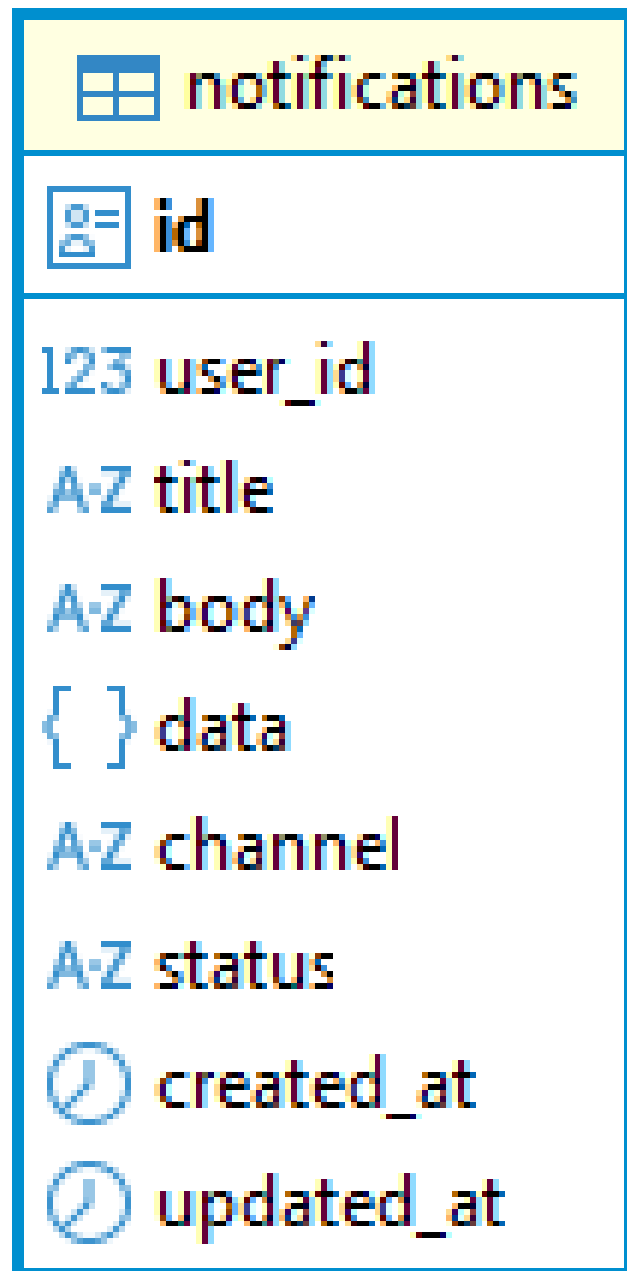 notifications
id
123 user_id
A-Z title
A-Z body
{ } data
A-Z channel
A-Z status
created_at
updated_at